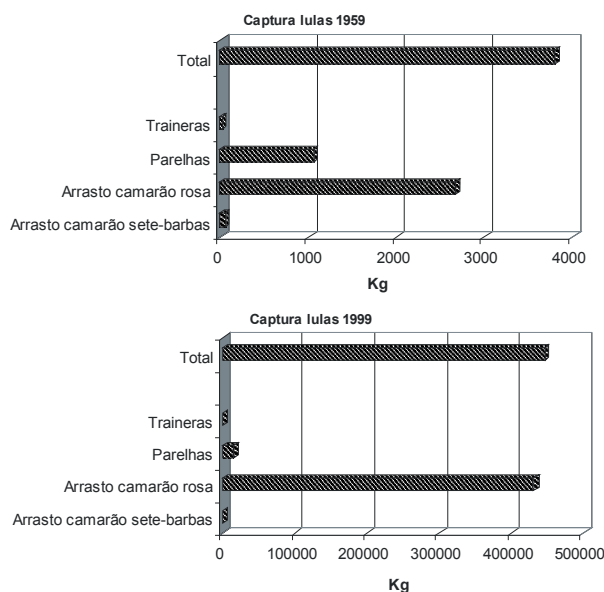 Captura lulas 1959
Total
Traineras
Parelhas
Arrasto camarão rosa
Arrasto camarão sete-barbas
0 1000 2000 3000 4000
Kg
Captura lulas 1999
Total
Traineras
Parelhas
Arrasto camarão rosa
Arrasto camarão sete-barbas
0 100000 200000 300000 400000 500000
Kg